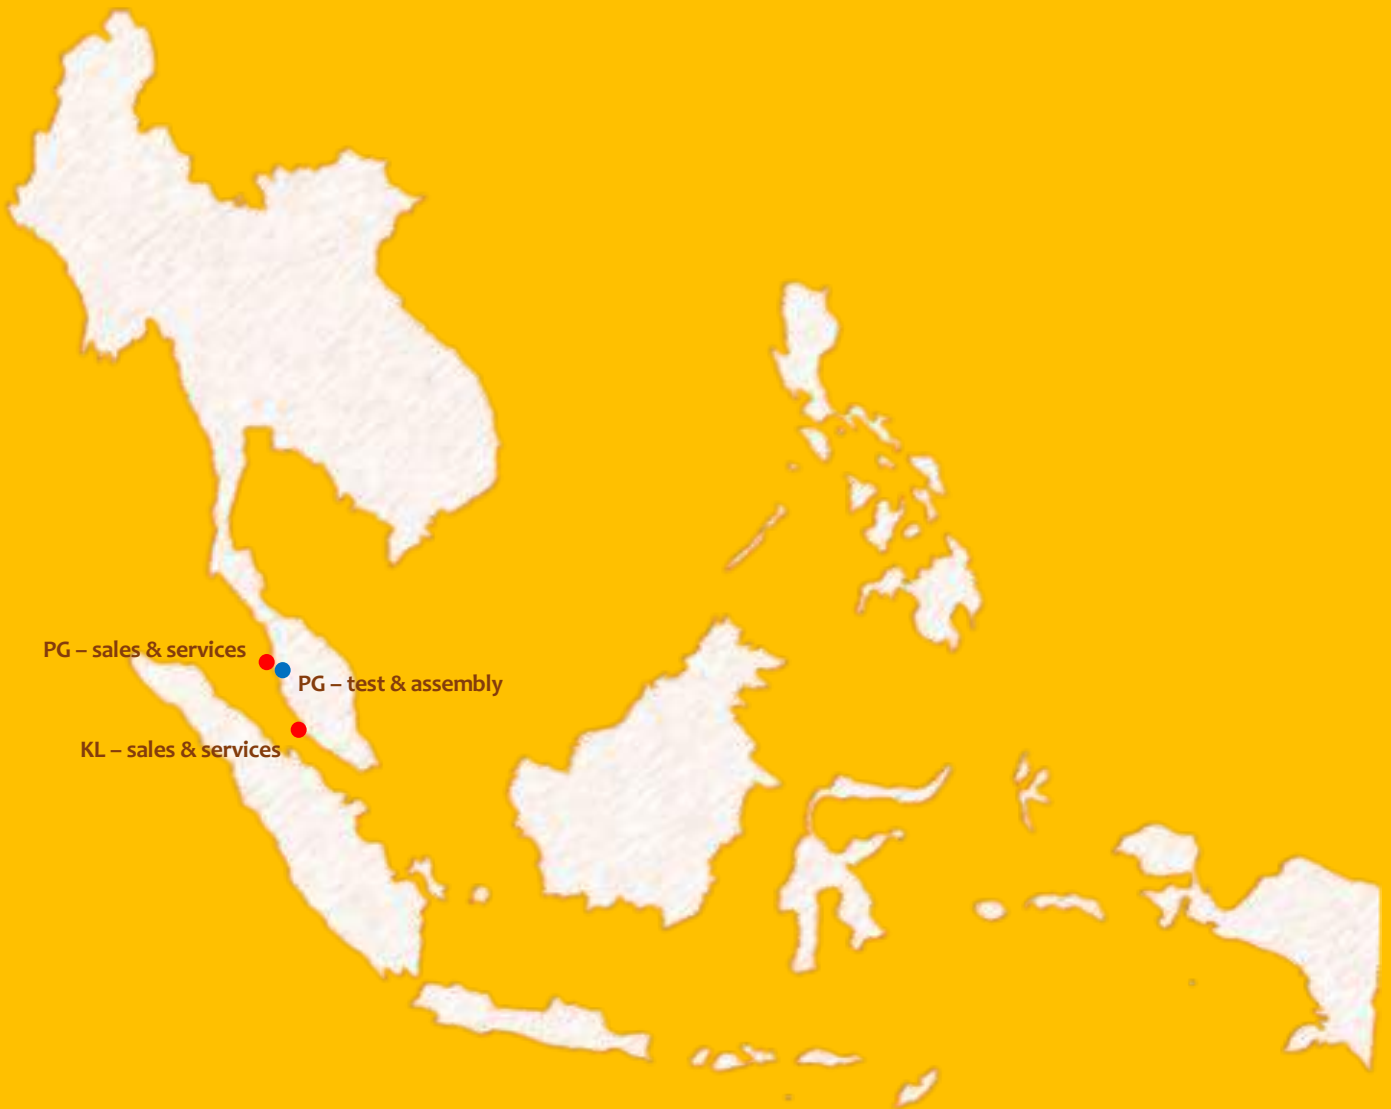 PG – sales & services
PG – test & assembly
KL – sales & services